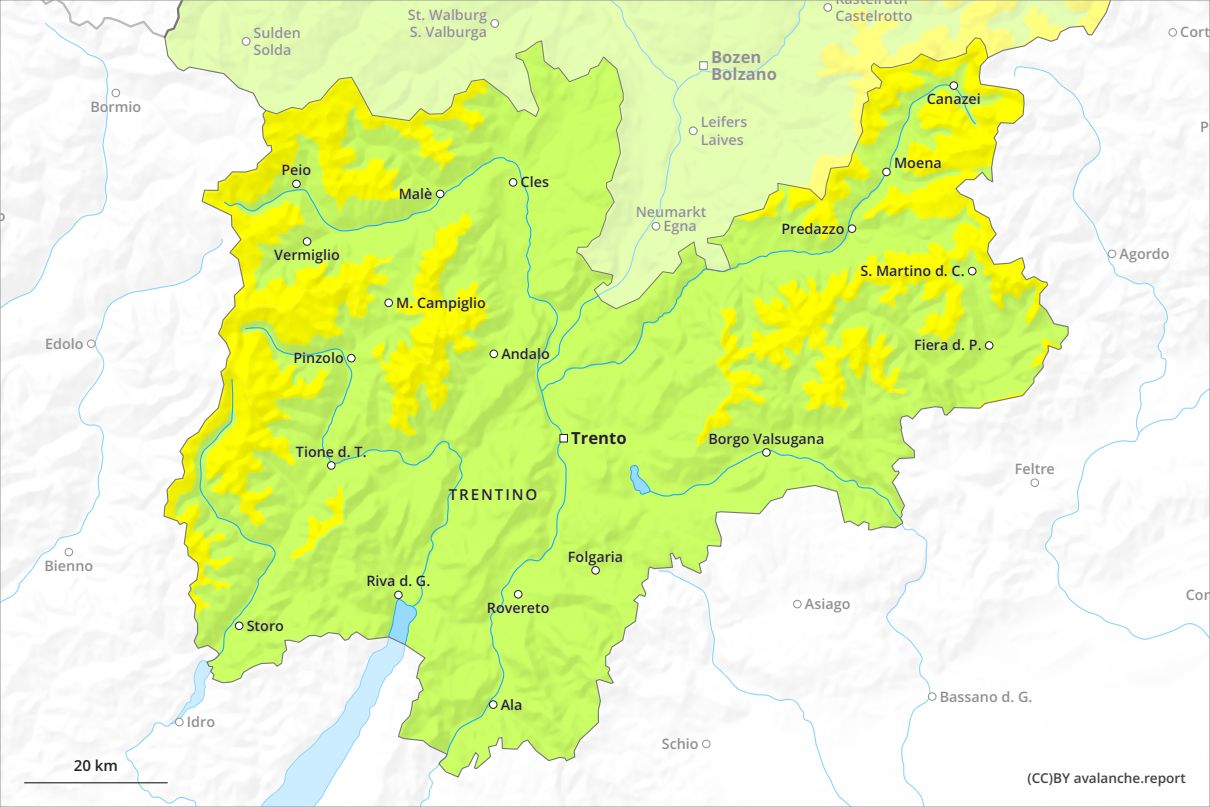 Kastelruth
Castelrotto
St. Walburg
S. Valburga
Sulden
Solda
Cort
Bozen
Bolzano
Bormio
Canazei
Leifers
Laives
P
Moena
Peio
Cles
Malè
Neumarkt
Egna
Predazzo
Vermiglio
Agordo
S. Martino d. C.
M. Campiglio
Edolo
Fiera d. P.
Pinzolo
Andalo
Trento
Borgo Valsugana
Tione d. T.
Feltre
TRENTINO
Bienno
Folgaria
Riva d. G.
Cor
Rovereto
Asiago
Storo
Bassano d. G.
Ala
Idro
Schio
20 km
(CC)BY avalanche.report